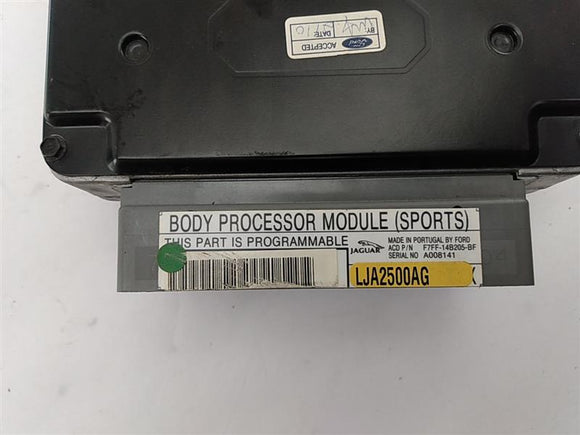 ACCEPTED
Ford
BY:
DATE:
BODY PROCESSOR MODULE (SPORTS)
THIS PART IS PROGRAMMABLE
JAGUAR
MADE IN PORTUGAL BY FORD
ACD P/N F7FF-14B205-BF
SERIAL NO A008141
LJA2500AG